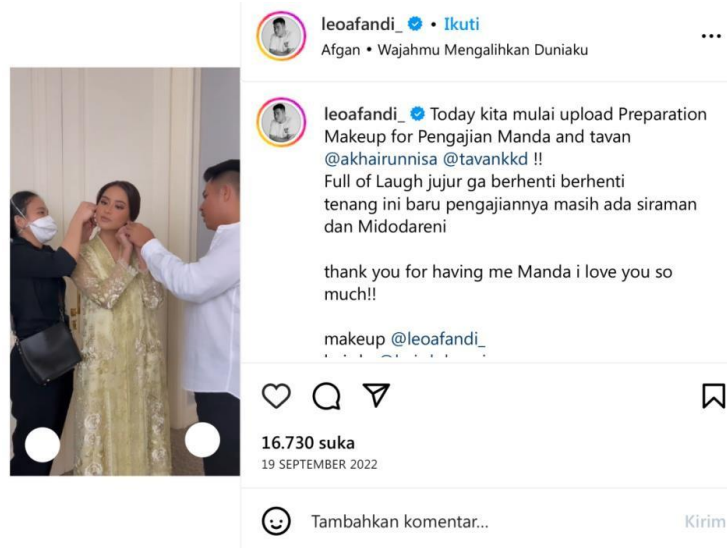 leoafandi_ • Ikuti
Afgan • Wajahmu Mengalihkan Duniaku
leoafandi_ Today kita mulai upload Preparation
Makeup for Pengajian Manda and tavan
@akhairunnisa @tavankkd !!
Full of Laugh jujur ga berhenti berhenti
tenang ini baru pengajiannya masih ada siraman
dan Midodareni
thank you for having me Manda i love you so
much!!
makeup @leoafandi_
16.730 suka
19 SEPTEMBER 2022
Tambahkan komentar...
Kirim